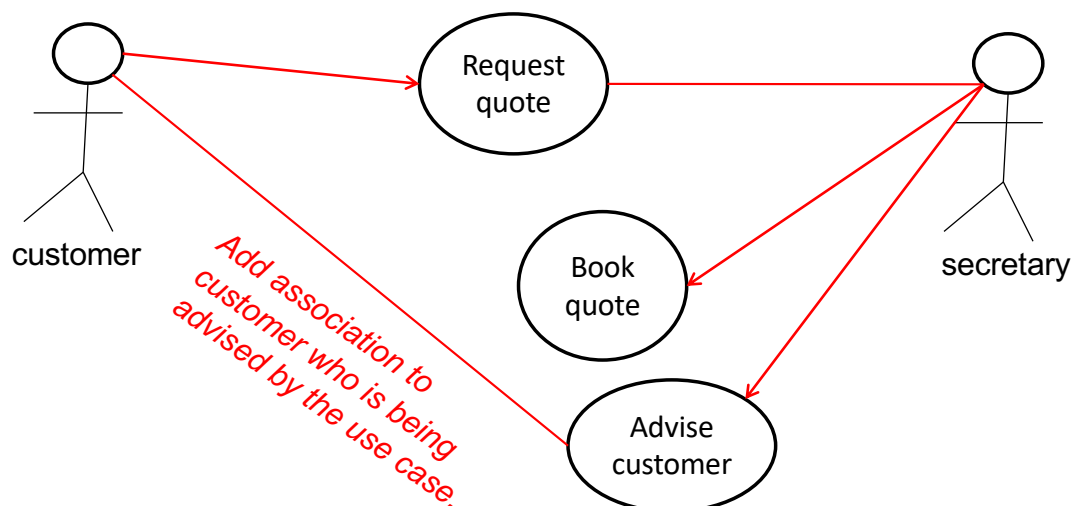 Request
quote
customer
secretary
Book
quote
Add association to
customer who is being
advised by the use case.
Advise
customer